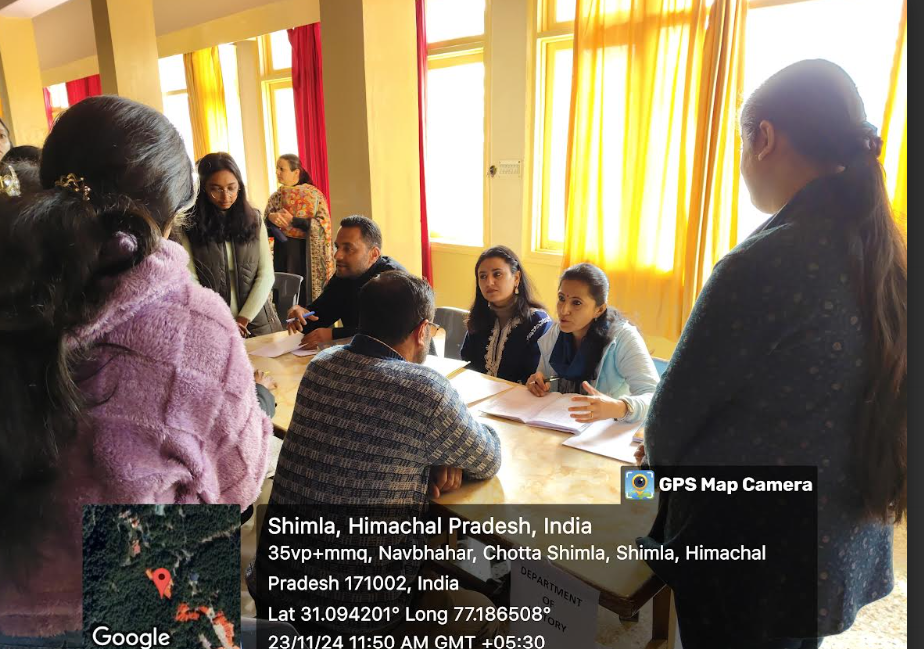 GPS Map Camera
Shimla, Himachal Pradesh, India
35vp+mmq, Navbhahar, Chotta Shimla, Shimla, Himachal
Pradesh 171002, India
Lat 31.094201° Long 77.186508°
23/11/24 11:50 AM GMT +05:30
Google
DEPARTMENT
OF